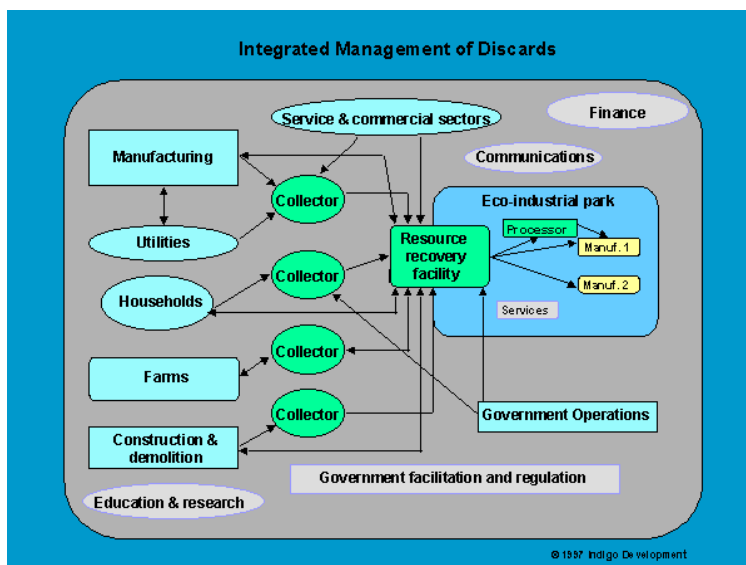 Integrated Management of Discards
Service & commercial sectors
Finance
Manufacturing
Communications
Collector
Eco-industrial park
Utilities
Resource
recovery
facility
Processor
Manuf. 1
Collector
Households
Manuf. 2
Services
Collector
Farms
Collector
Government Operations
Construction &
demolition
Government facilitation and regulation
Education & research
© 1997 Indigo Development